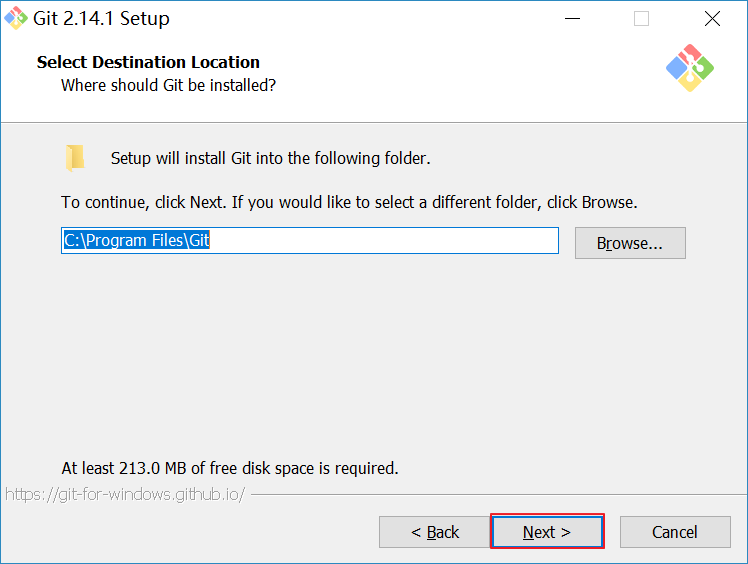 Git 2.14.1 Setup
Select Destination Location
Where should Git be installed?
Setup will install Git into the following folder.
To continue, click Next. If you would like to select a different folder, click Browse.
C:\Program Files\Git
Browse...
At least 213.0 MB of free disk space is required.
https://git-for-windows.github.io/
< Back
Next >
Cancel